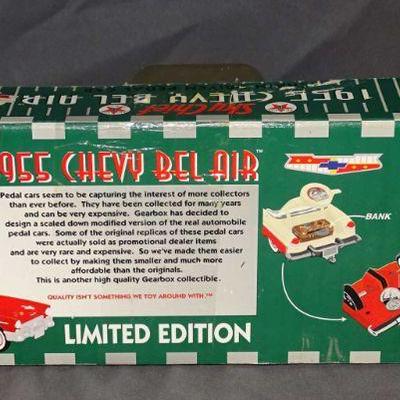 Sky Chief
1955 CHEVY BEL AIR
955 CHEVY BEL AIR™
Pedal cars seem to be capturing the interest of more collectors
than ever before. They have been collected for many years
and can be very expensive. Gearbox has decided to
design a scaled down modified version of the real automobile
pedal cars. Some of the original replicas of these pedal cars
were actually sold as promotional dealer items
and are very rare and expensive. So we've made them easier
to collect by making them smaller and much more
affordable than the originals.
This is another high quality Gearbox collectible.
QUALITY ISN'T SOMETHING WE TOY AROUND WITH.™
BANK
LIMITED EDITION